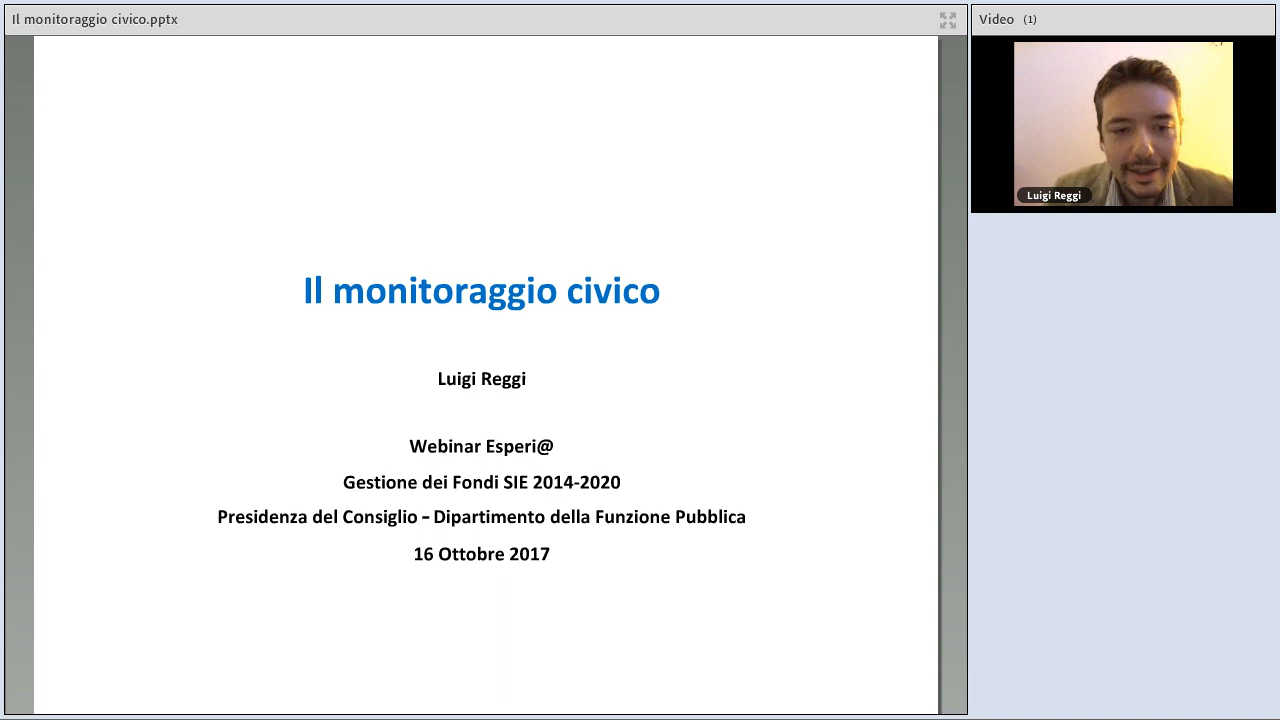 Il monitoraggio civico.pptx
Video (1)
Luigi Reggi
Il monitoraggio civico
Luigi Reggi
Webinar Esperi@
Gestione dei Fondi SIE 2014-2020
Presidenza del Consiglio – Dipartimento della Funzione Pubblica
16 Ottobre 2017